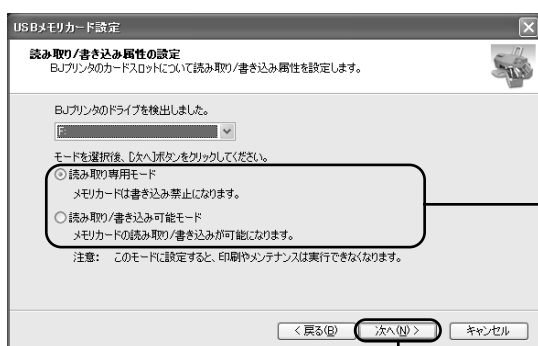 USBメモリカード設定
読み取り/書き込み属性の設定
BJプリンタのカードスロットについて読み取り/書き込み属性を設定します。
BJプリンタのドライブを検出しました。
F:
モードを選択後、[次へ]ボタンをクリックしてください。
読み取り専用モード
メモリカードは書き込み禁止になります。
読み取り/書き込み可能モード
メモリカードの読み取り/書き込みが可能になります。
注意: このモードに設定すると、印刷やメンテナンスは実行できなくなります。
< 戻る(B) 次へ(N) > キャンセル